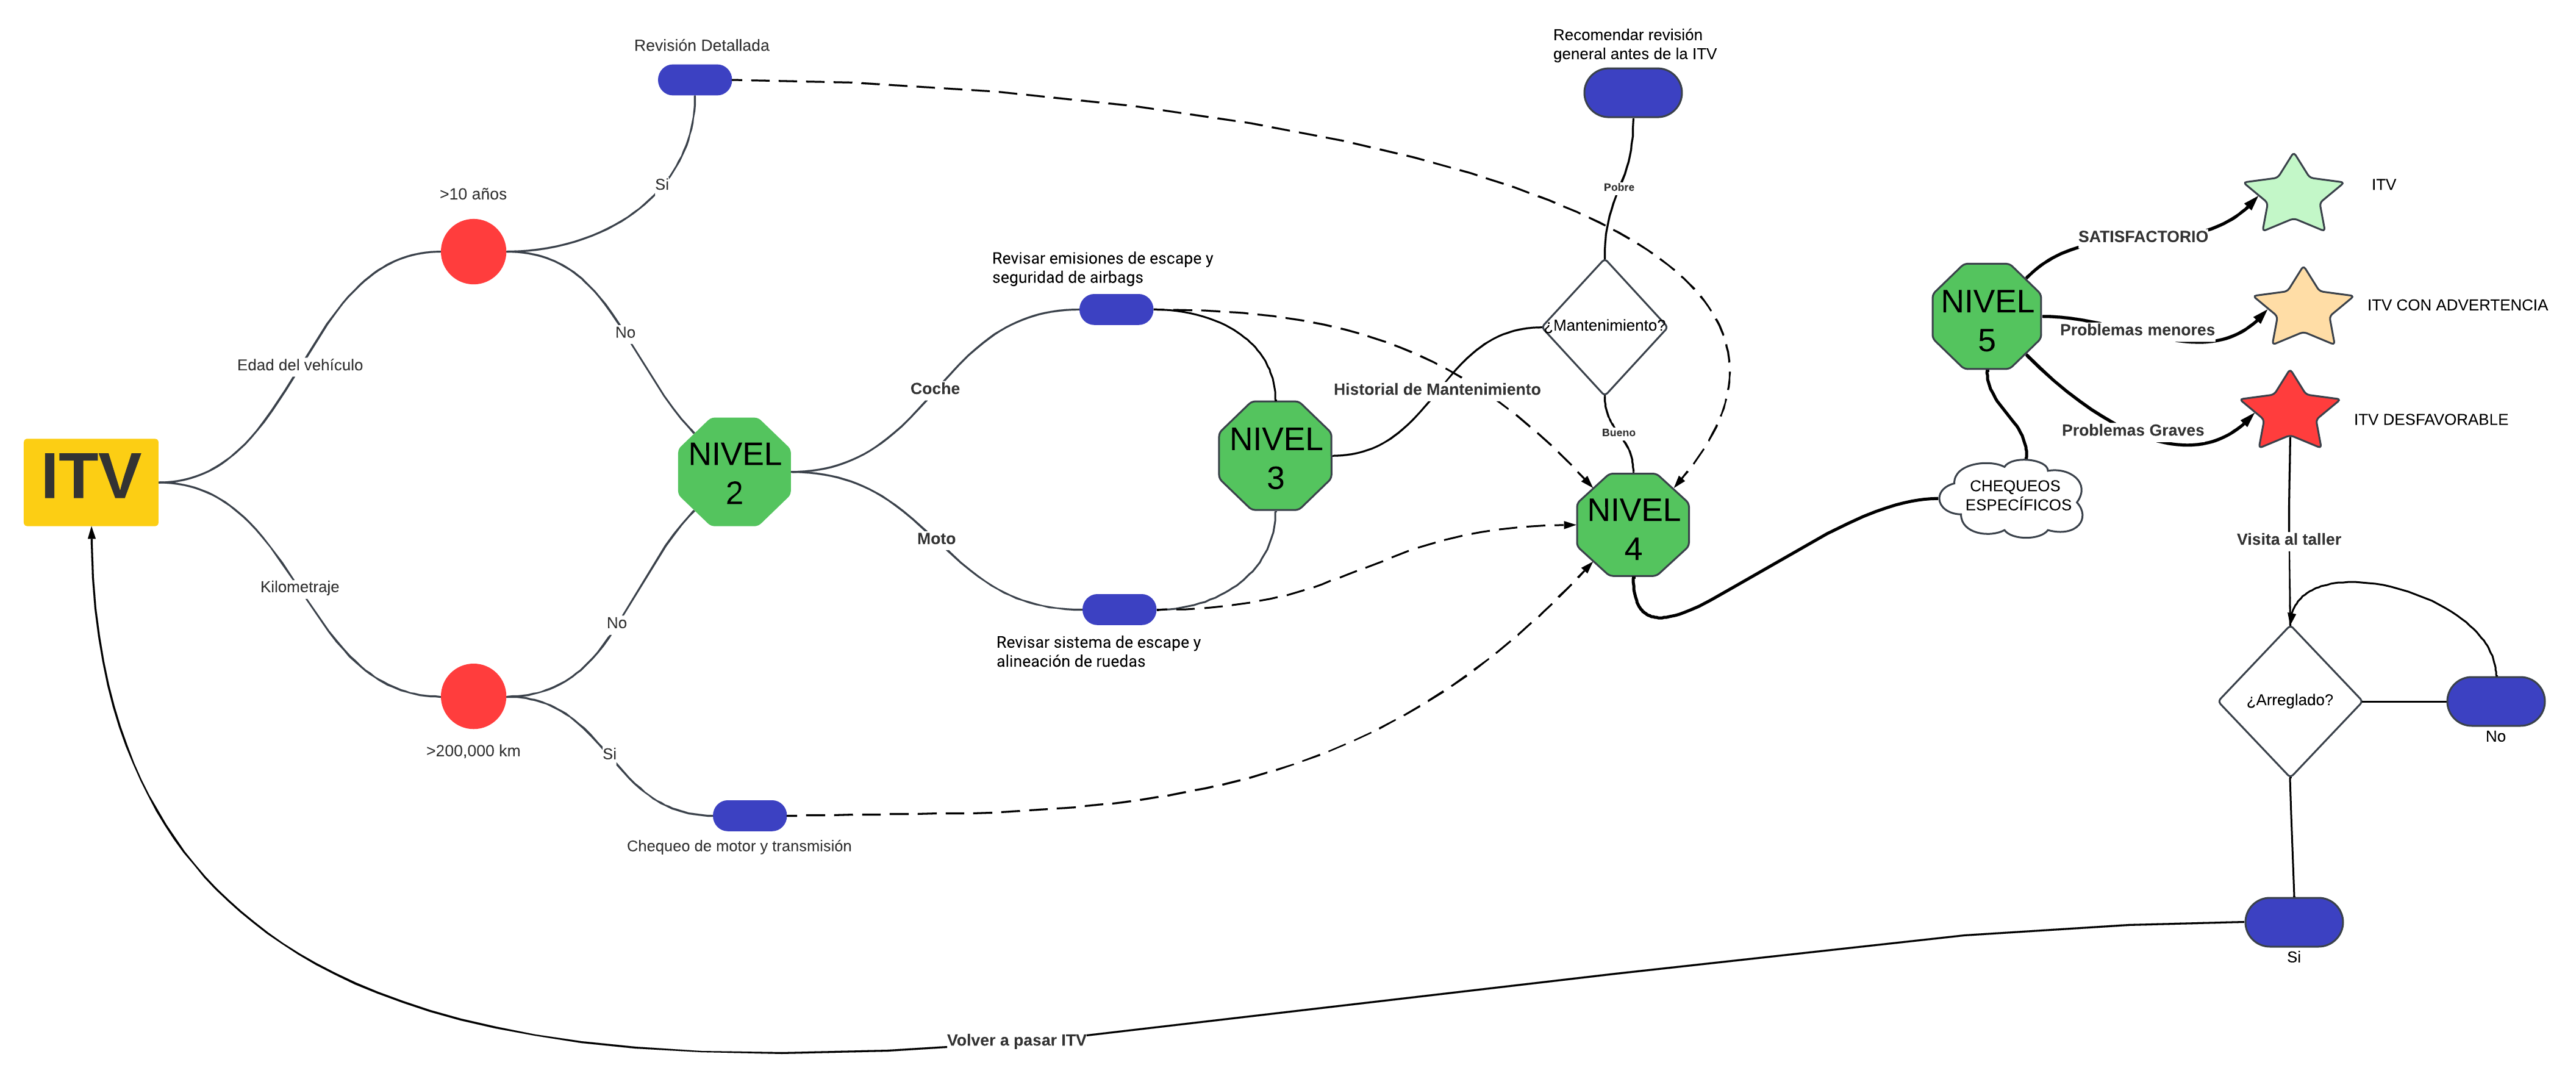 Revisión Detallada
Recomendar revisión
general antes de la ITV
Si
Pobre
>10 años
ITV
SATISFACTORIO
Revisar emisiones de escape y
seguridad de airbags
NIVEL
5
ITV CON ADVERTENCIA
Problemas menores
No
¿Mantenimiento?
Edad del vehículo
Coche
Historial de Mantenimiento
Bueno
Problemas Graves
ITV DESFAVORABLE
ITV
NIVEL
2
NIVEL
3
NIVEL
4
CHEQUEOS
ESPECÍFICOS
Moto
Visita al taller
Kilometraje
No
Revisar sistema de escape y
alineación de ruedas
¿Arreglado?
No
>200,000 km
Si
Chequeo de motor y transmisión
Si
Volver a pasar ITV